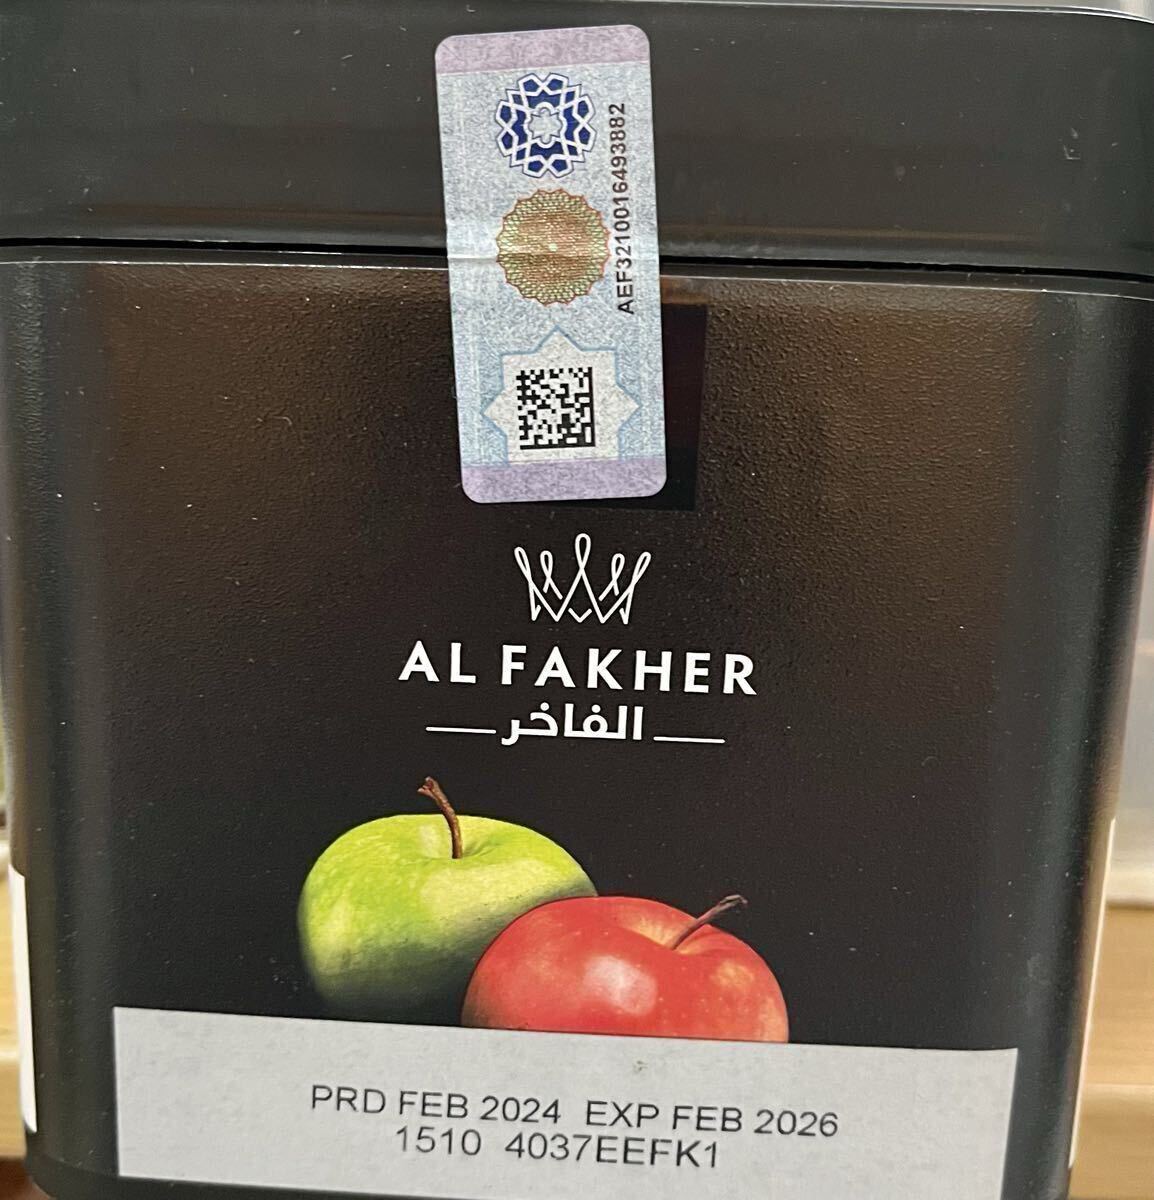 AEF3210016493882
AL FAKHER
الفاخر
PRD FEB 2024 EXP FEB 2026
1510 4037EEFK1